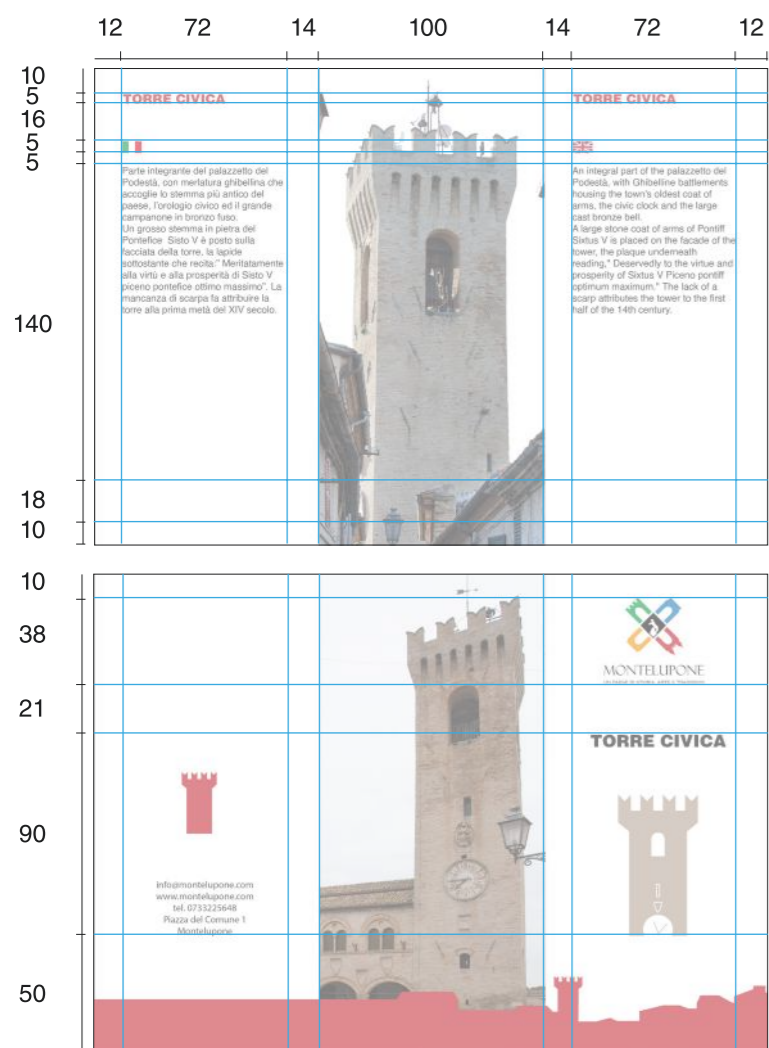 12 72 14 100 14 72 12
10
5
16
5
5
140
18
10
TORRE CIVICA
Parte integrante del palazzetto del
Podestà, con merlatura ghibellina che
accoglie lo stemma più antico del
paese, l'orologio civico ed il grande
campanone in bronzo fuso.
Un grosso stemma in pietra del
Pontefice Sisto V è posto sulla
facciata della torre, la lapide
sottostante che recita:" Meritatamente
alla virtù e alla prosperità di Sisto V
piceno pontefice ottimo massimo". La
mancanza di scarpa fa attribuire la
torre alla prima metà del XIV secolo.
TORRE CIVICA
An integral part of the palazzetto del
Podestà, with Ghibelline battlements
housing the town's oldest coat of
arms, the civic clock and the large
cast bronze bell.
A large stone coat of arms of Pontiff
Sixtus V is placed on the facade of the
tower, the plaque underneath
reading," Deservedly to the virtue and
prosperity of Sixtus V Piceno pontiff
optimum maximum." The lack of a
scarp attributes the tower to the first
half of the 14th century.
10
38
21
90
50
info@montelupone.com
www.montelupone.com
tel. 0733225648
Piazza del Comune 1
Montelupone
MONTELUPONE
TORRE CIVICA